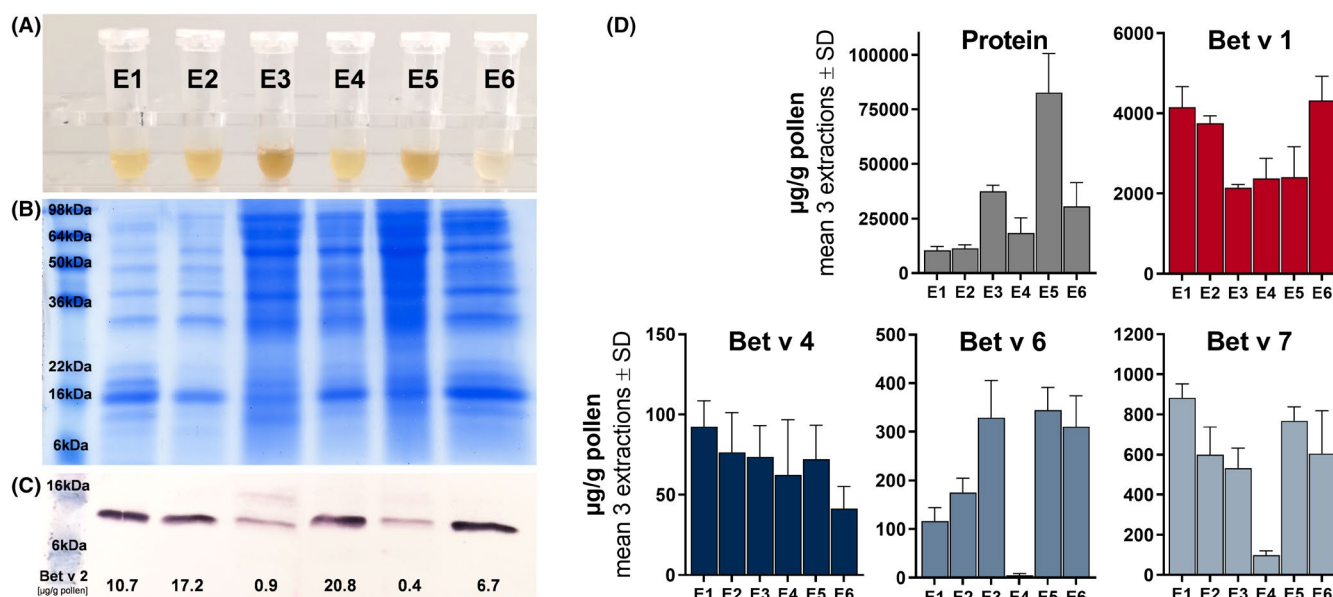 (A)
E1 E2 E3 E4 E5 E6
(B)
98kDa
64kDa
50kDa
36kDa
22kDa
16kDa
6kDa
(C)
16kDa
6kDa
Bet v 2
[µg/g pollen]
10.7 17.2 0.9 20.8 0.4 6.7
(D)
Protein
µg/g pollen
mean 3 extractions ± SD
100000
75000
50000
25000
0
E1 E2 E3 E4 E5 E6
Bet v 1
6000
4000
2000
0
E1 E2 E3 E4 E5 E6
Bet v 4
µg/g pollen
mean 3 extractions ± SD
150
100
50
0
E1 E2 E3 E4 E5 E6
Bet v 6
500
400
300
200
100
0
E1 E2 E3 E4 E5 E6
Bet v 7
1200
1000
800
600
400
200
0
E1 E2 E3 E4 E5 E6